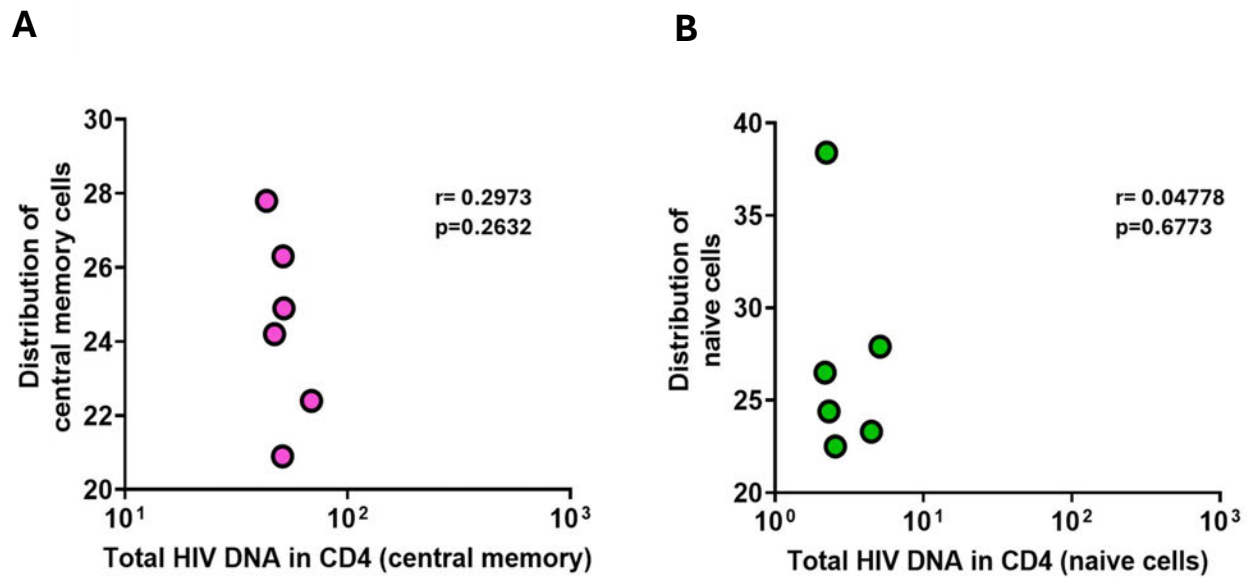 A
30
28
26
24
22
20
Distribution of
central memory cells
r= 0.2973
p=0.2632
10¹
10²
10³
Total HIV DNA in CD4 (central memory)
B
40
35
30
25
20
Distribution of
naive cells
r= 0.04778
p=0.6773
10⁰
10¹
10²
10³
Total HIV DNA in CD4 (naive cells)